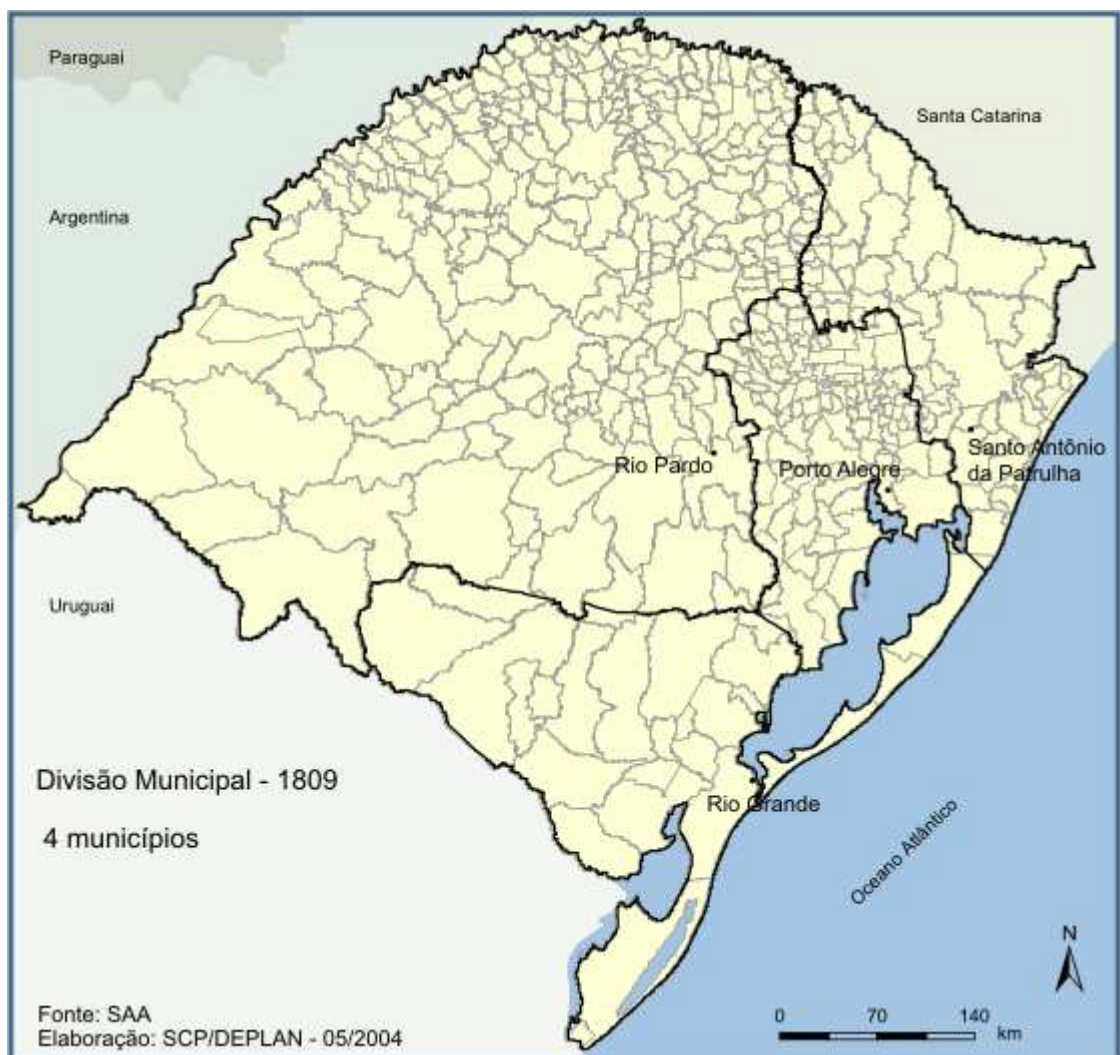 Paraguai
Santa Catarina
Argentina
Santo Antônio
da Patrulha
Rio Pardo
Porto Alegre
Uruguai
Divisão Municipal - 1809
4 municípios
Rio Grande
Oceano Atlântico
N
Fonte: SAA
Elaboração: SCP/DEPLAN - 05/2004
0 70 140
km